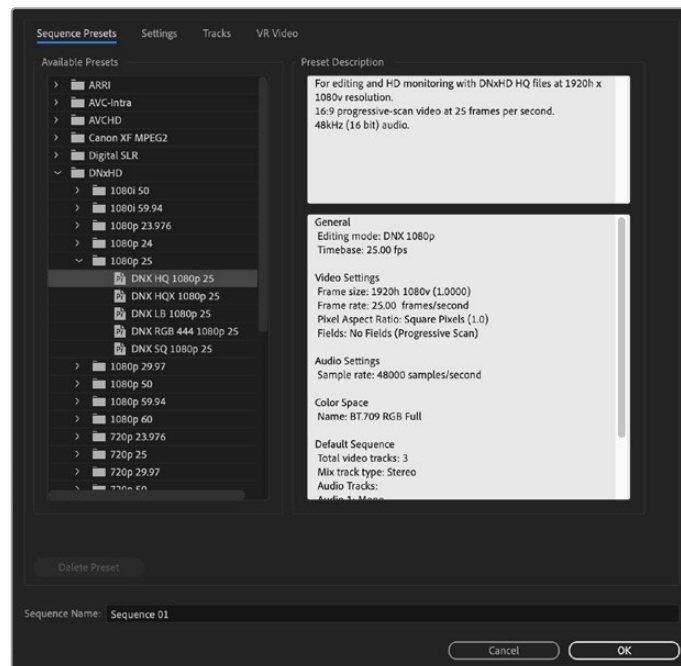 Sequence Presets Settings Tracks VR Video
Available Presets
ARRI
AVC-Intra
AVCHD
Canon XF MPEG2
Digital SLR
DNxHD
1080i 50
1080i 59.94
1080p 23.976
1080p 24
1080p 25
DNX HQ 1080p 25
DNX HQX 1080p 25
DNX LB 1080p 25
DNX RGB 444 1080p 25
DNX SQ 1080p 25
1080p 29.97
1080p 50
1080p 59.94
1080p 60
720p 23.976
720p 25
720p 29.97
720p 50
Preset Description
For editing and HD monitoring with DNxHD HQ files at 1920h x
1080v resolution.
16:9 progressive-scan video at 25 frames per second.
48kHz (16 bit) audio.
General
Editing mode: DNX 1080p
Timebase: 25.00 fps
Video Settings
Frame size: 1920h 1080v (1.0000)
Frame rate: 25.00 frames/second
Pixel Aspect Ratio: Square Pixels (1.0)
Fields: No Fields (Progressive Scan)
Audio Settings
Sample rate: 48000 samples/second
Color Space
Name: BT.709 RGB Full
Default Sequence
Total video tracks: 3
Mix track type: Stereo
Audio Tracks:
Audio 1: Mono
Delete Preset
Sequence Name: Sequence 01
Cancel OK